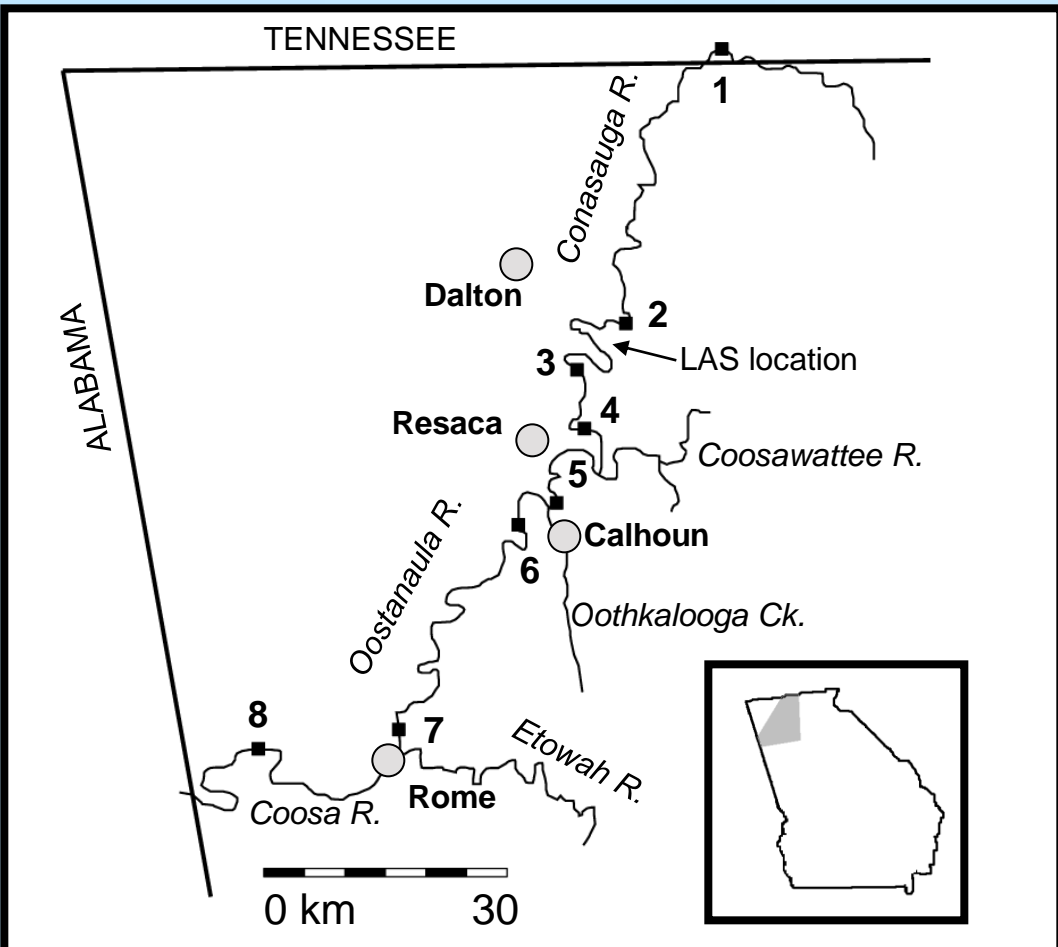 TENNESSEE
1
Conasauga R.
Dalton
2
LAS location
3
ALABAMA
4
Resaca
Coosawattee R.
5
Calhoun
6
Oostanaula R.
Oothkalooga Ck.
8
7
Etowah R.
Rome
Coosa R.
0 km 30